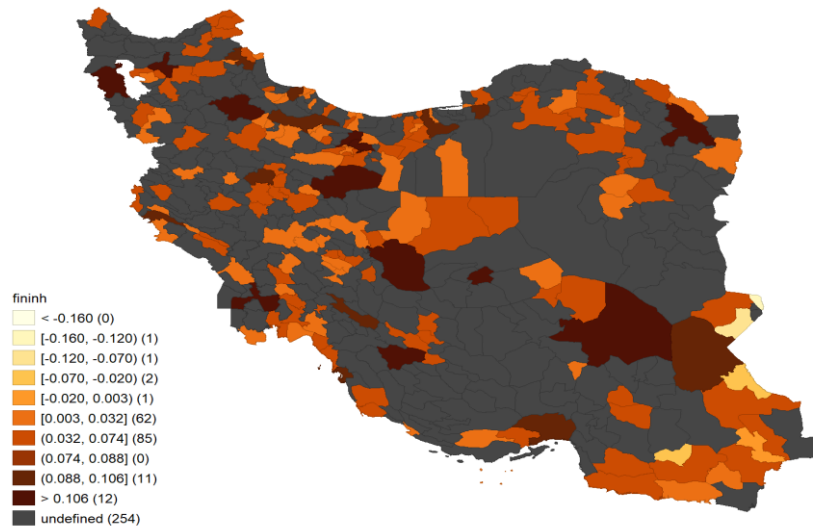 fininh
< -0.160 (0)
[-0.160, -0.120) (1)
[-0.120, -0.070) (1)
[-0.070, -0.020) (2)
[-0.020, 0.003) (1)
[0.003, 0.032] (62)
(0.032, 0.074] (85)
(0.074, 0.088] (0)
(0.088, 0.106] (11)
> 0.106 (12)
undefined (254)